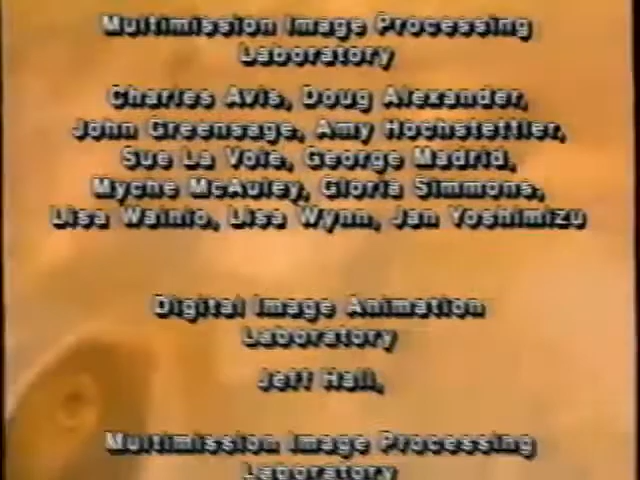 Multimission Image Processing
Laboratory
Charles Avis, Doug Alexander,
John Greensage, Amy Hochstettler,
Sue La Voie, George Madrid,
Myche McAuley, Gloria Simmons,
Lisa Wainio, Lisa Wynn, Jan Yoshimizu
Digital Image Animation
Laboratory
Jeff Hall,
Multimission Image Processing
Laboratory